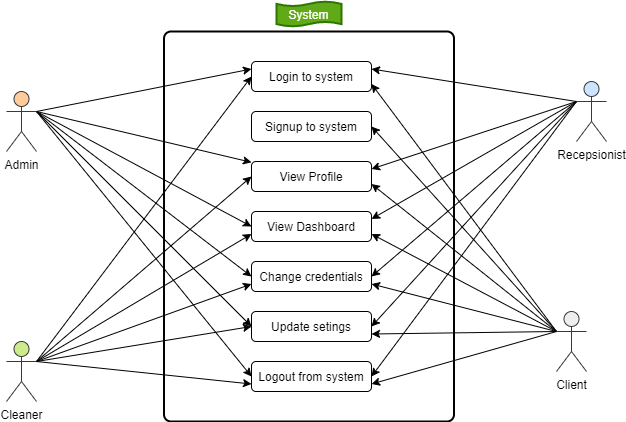 System
Login to system
Signup to system
View Profile
View Dashboard
Change credentials
Update setings
Logout from system
Admin
Recepsionist
Cleaner
Client